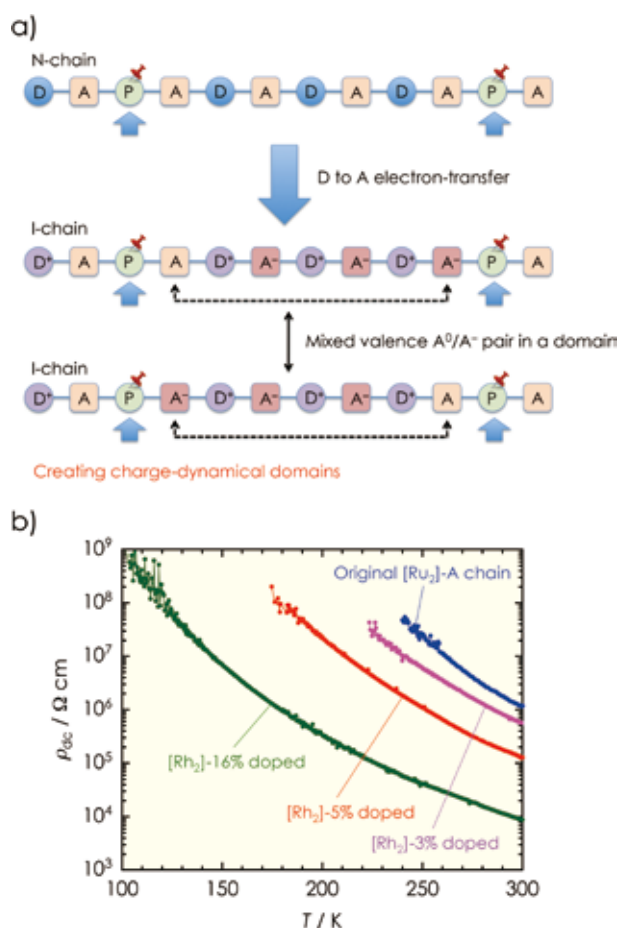 a)
N-chain
D A P A D A D A D A P A
D to A electron-transfer
I-chain
D⁺ A P A D⁺ A⁻ D⁺ A⁻ D⁺ A⁻ P A
Mixed valence A⁰/A⁻ pair in a domain
I-chain
D⁺ A P A⁻ D⁺ A⁻ D⁺ A⁻ D⁺ A P A
Creating charge-dynamical domains
b)
10⁹
10⁸
10⁷
10⁶
10⁵
10⁴
10³
ρdc / Ω cm
Original [Ru₂]-A chain
[Rh₂]-16% doped
[Rh₂]-5% doped
[Rh₂]-3% doped
100 150 200 250 300
T / K